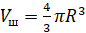 Vш = 4/3 πR³